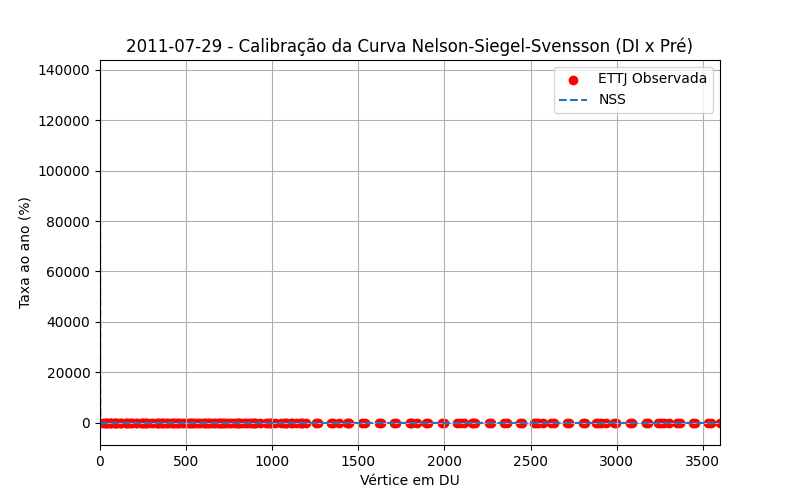 2011-07-29 - Calibração da Curva Nelson-Siegel-Svensson (DI x Pré)
ETTJ Observada
NSS
Taxa ao ano (%)
140000
120000
100000
80000
60000
40000
20000
0
0 500 1000 1500 2000 2500 3000 3500
Vértice em DU